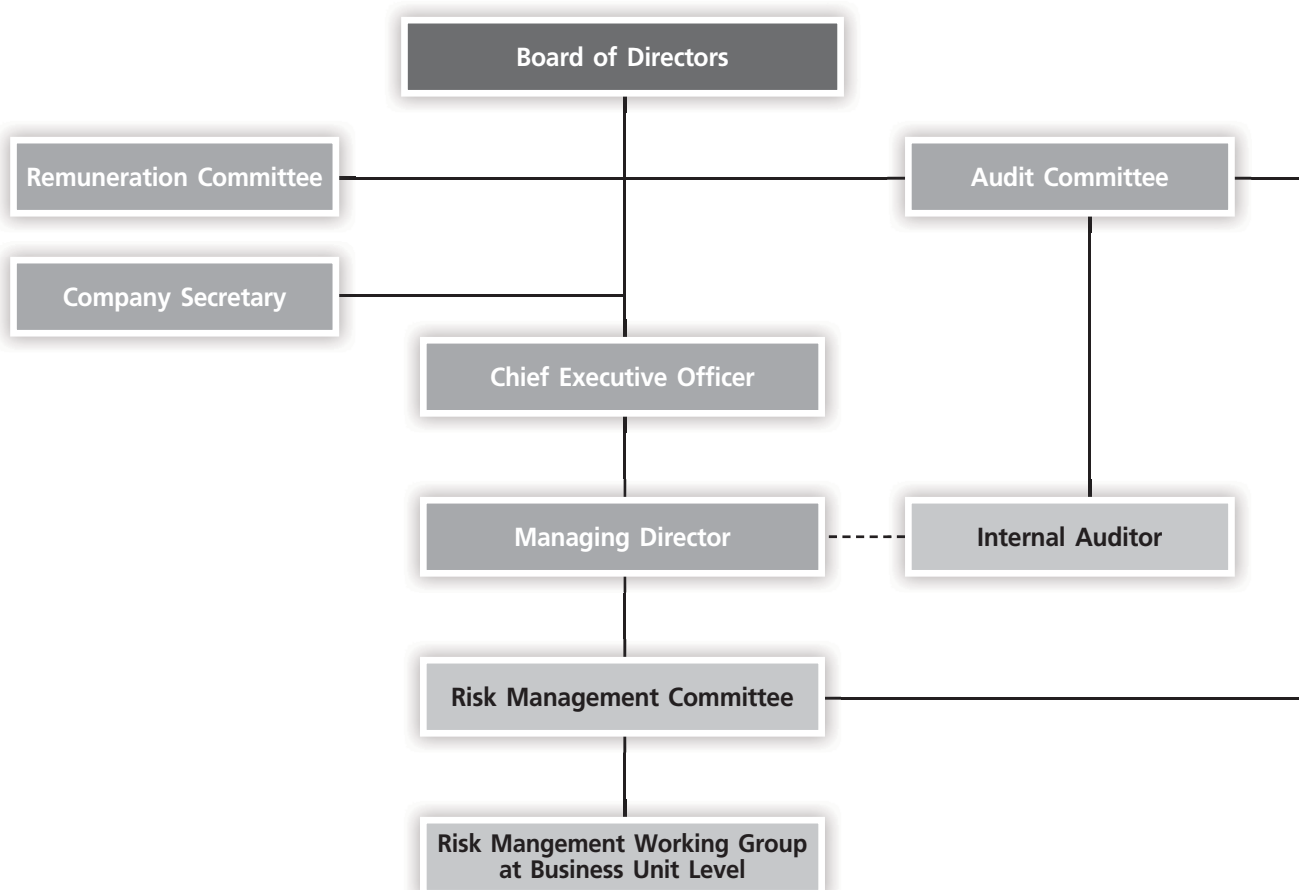 Board of Directors
Remuneration Committee
Audit Committee
Company Secretary
Chief Executive Officer
Managing Director
Internal Auditor
Risk Management Committee
Risk Mangement Working Group
at Business Unit Level